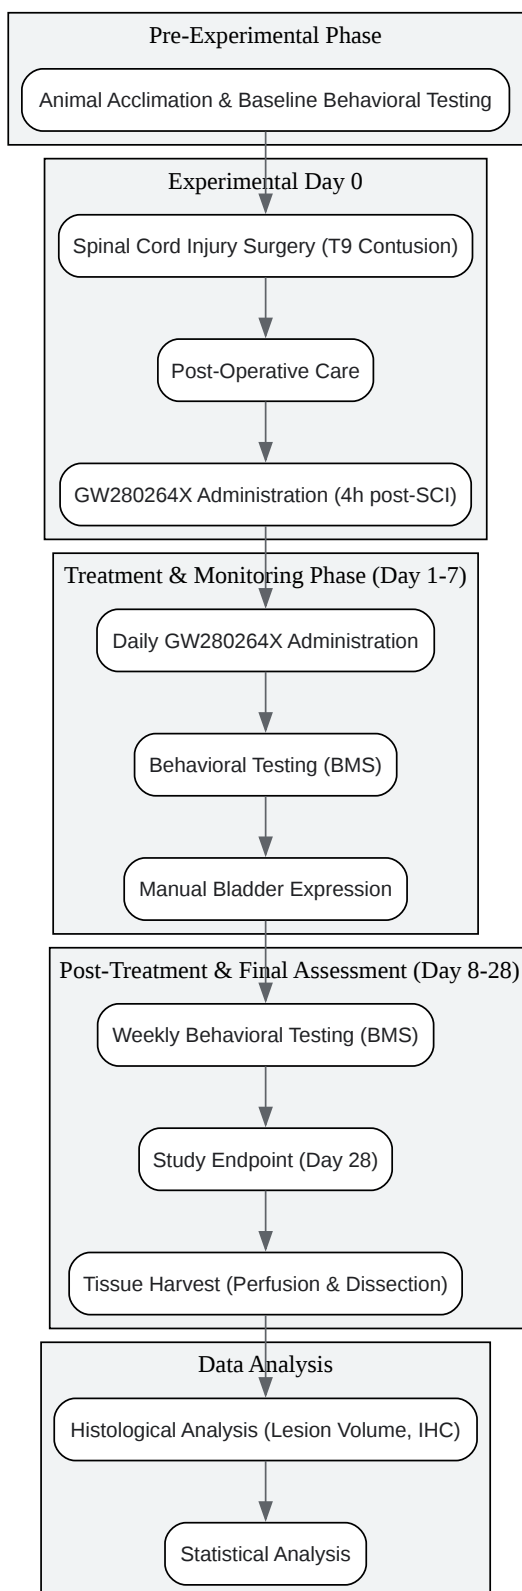 Pre-Experimental Phase
Animal Acclimation & Baseline Behavioral Testing
Experimental Day 0
Spinal Cord Injury Surgery (T9 Contusion)
Post-Operative Care
GW280264X Administration (4h post-SCI)
Treatment & Monitoring Phase (Day 1-7)
Daily GW280264X Administration
Behavioral Testing (BMS)
Manual Bladder Expression
Post-Treatment & Final Assessment (Day 8-28)
Weekly Behavioral Testing (BMS)
Study Endpoint (Day 28)
Tissue Harvest (Perfusion & Dissection)
Data Analysis
Histological Analysis (Lesion Volume, IHC)
Statistical Analysis